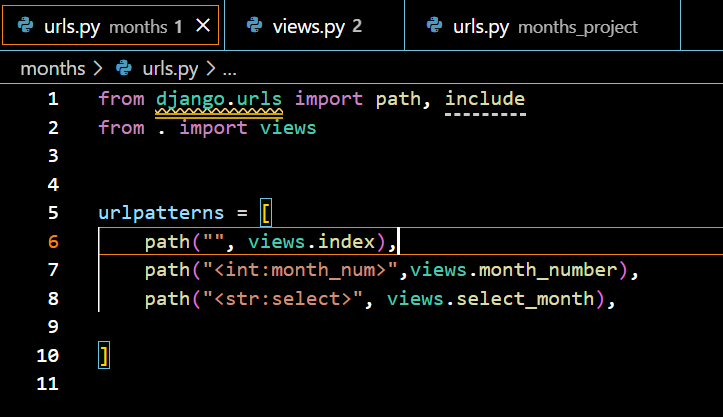 urls.py months 1 ×
views.py 2
urls.py months_project
months > urls.py > ...
1 from django.urls import path, include
2 from . import views
3
4
5 urlpatterns = [
6     path("", views.index),
7     path("<int:month_num>",views.month_number),
8     path("<str:select>", views.select_month),
9
10 ]
11